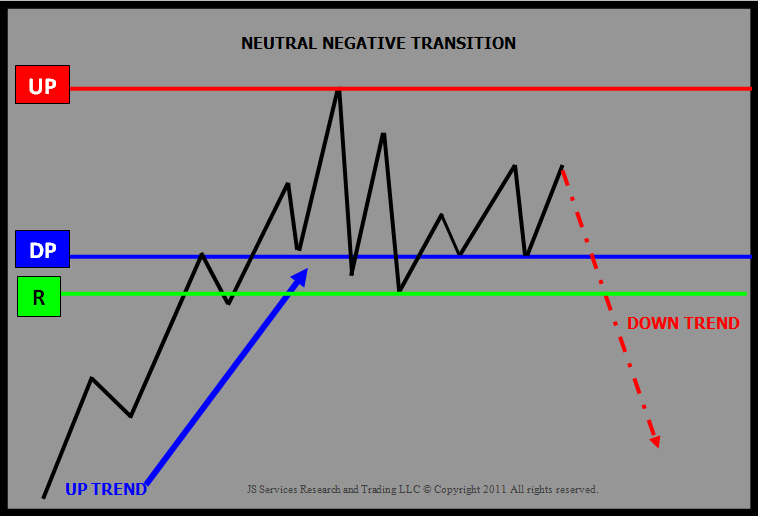 NEUTRAL NEGATIVE TRANSITION
UP
DP
R
DOWN TREND
UP TREND
JS Services Research and Trading LLC © Copyright 2011 All rights reserved.